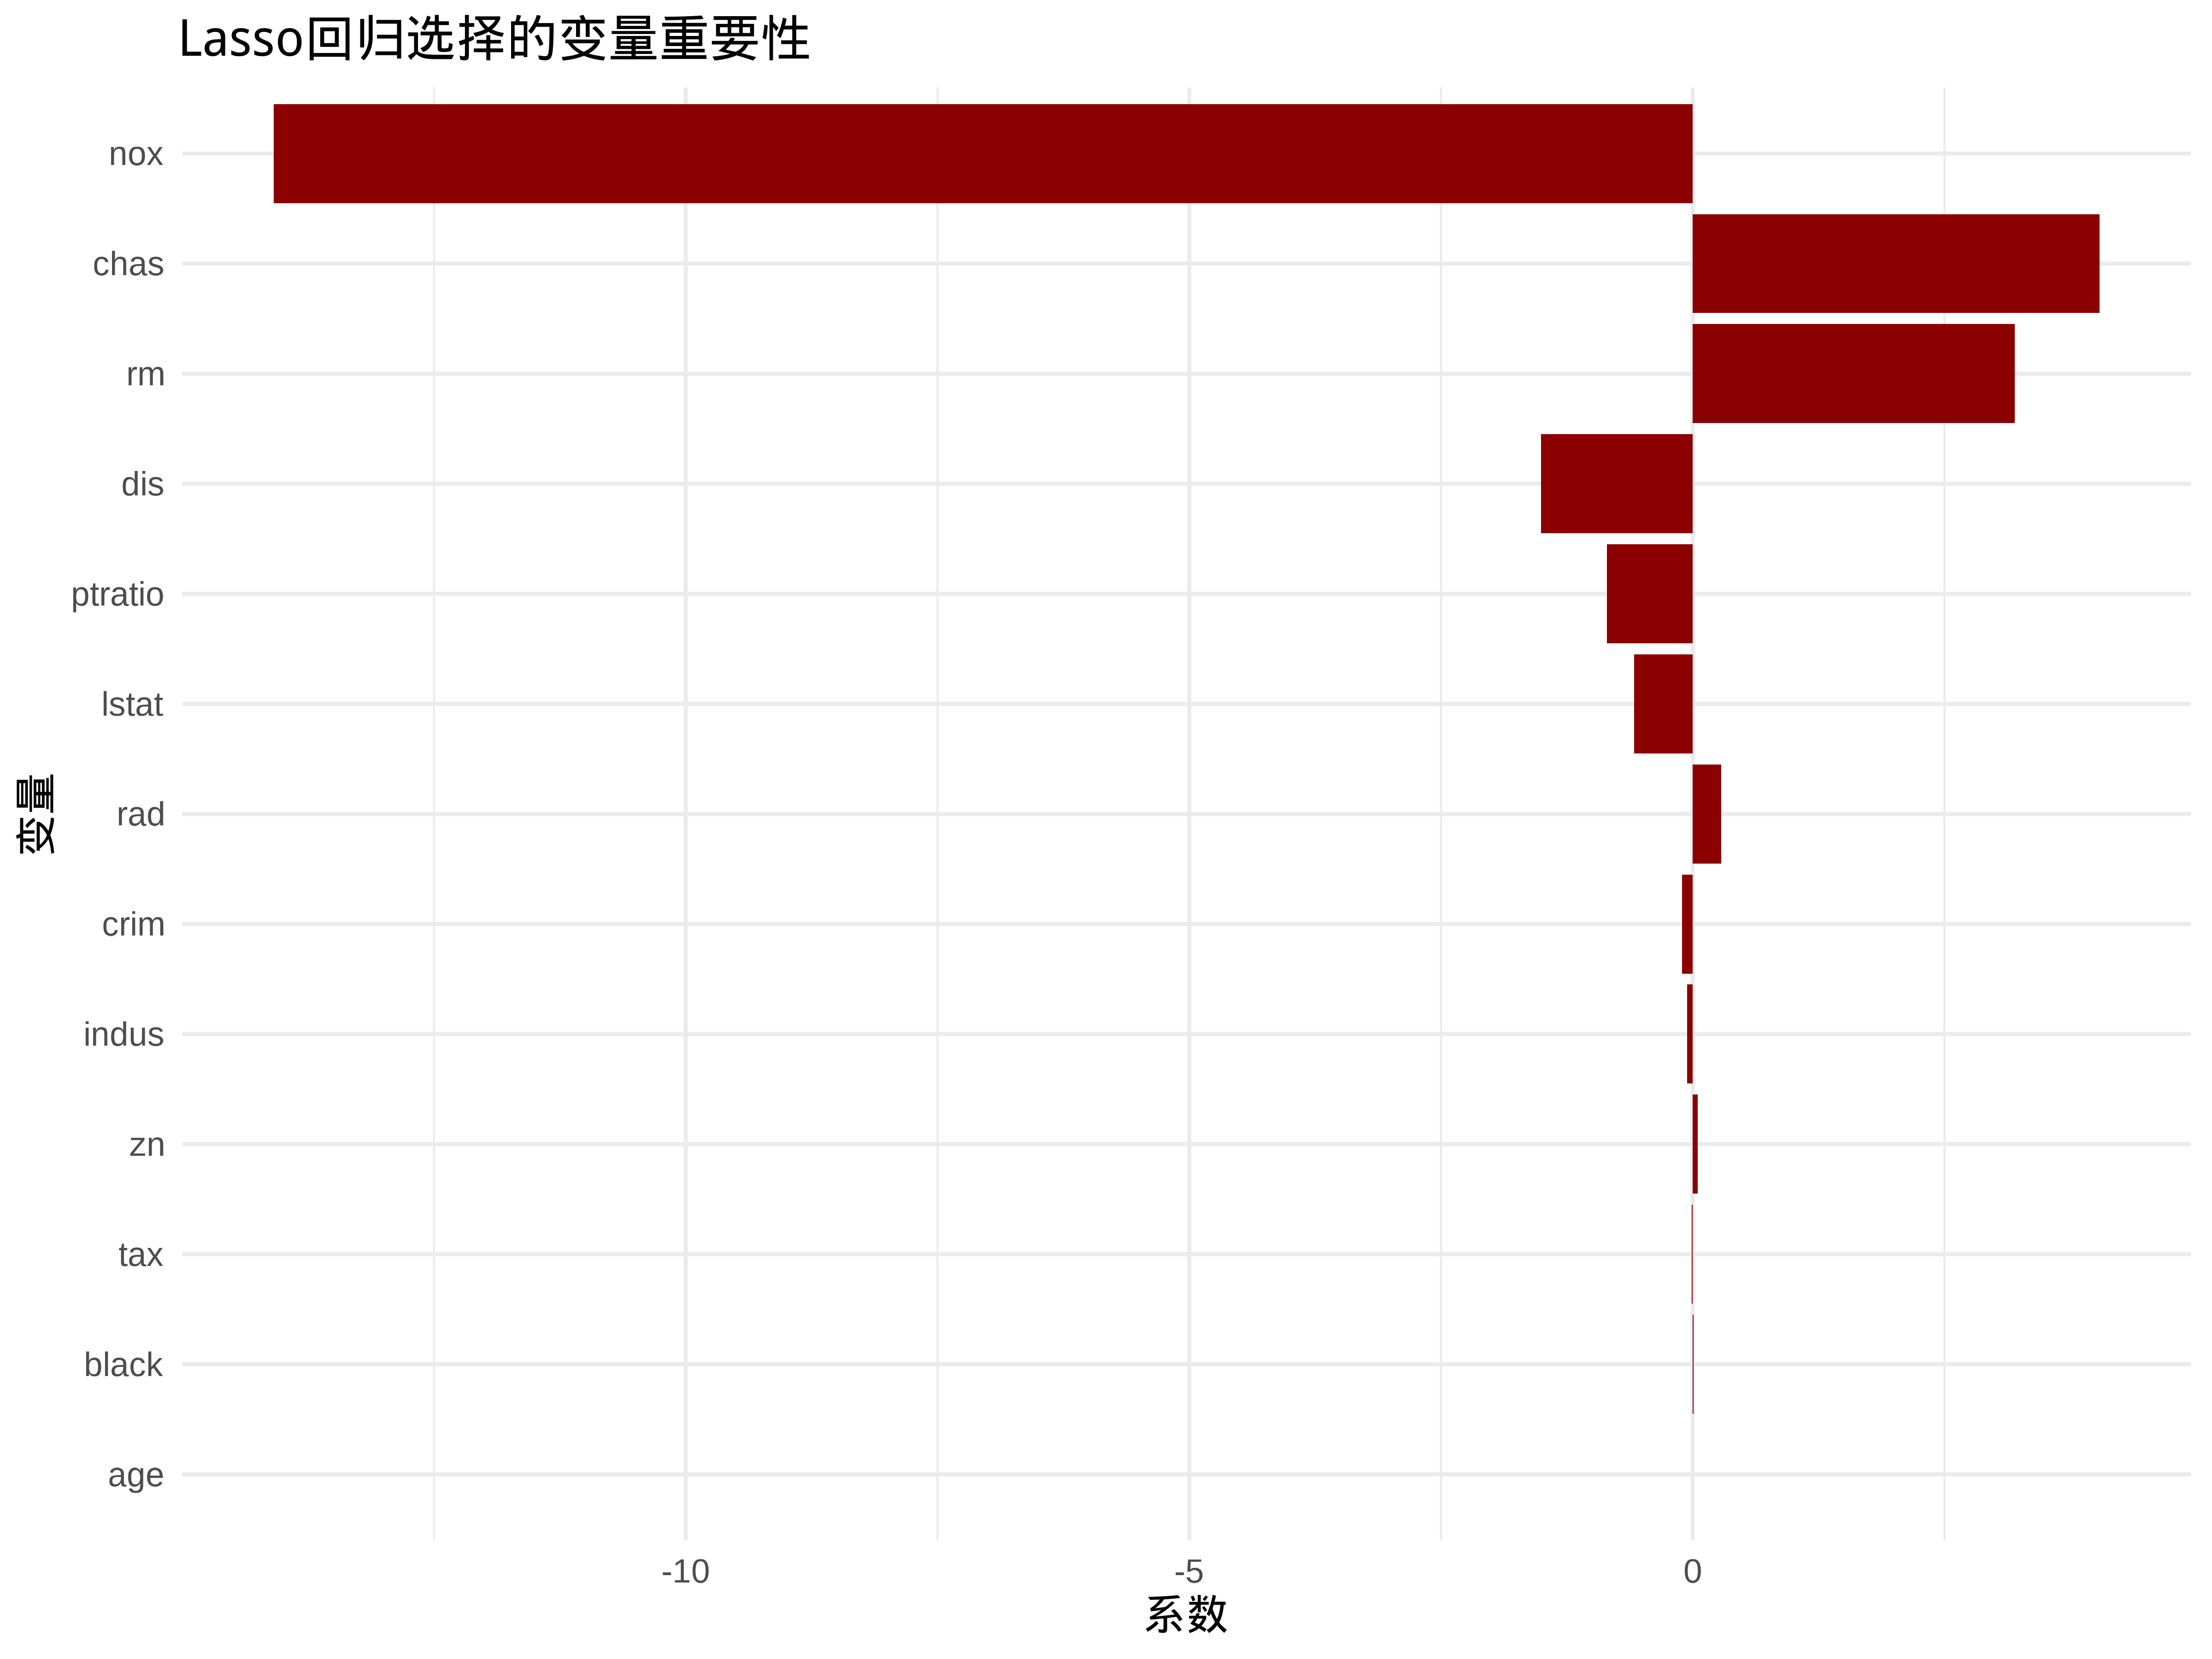 Lasso回归选择的变量重要性
变量
nox
chas
rm
dis
ptratio
lstat
rad
crim
indus
zn
tax
black
age
-10
-5
0
系数